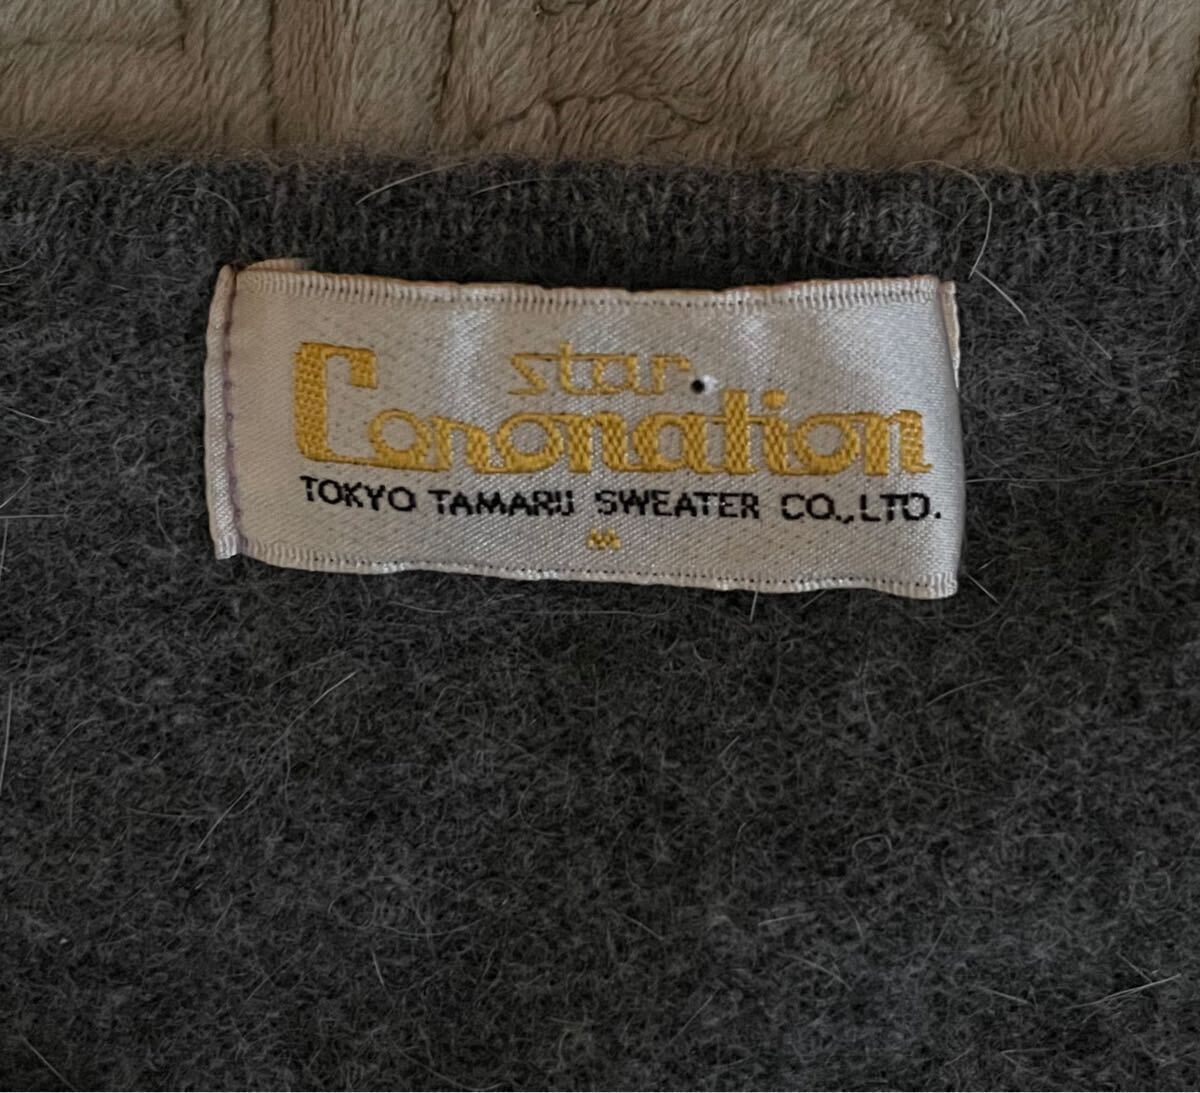 star.
Coronation
TOKYO TAMARU SWEATER CO.,LTD.
M